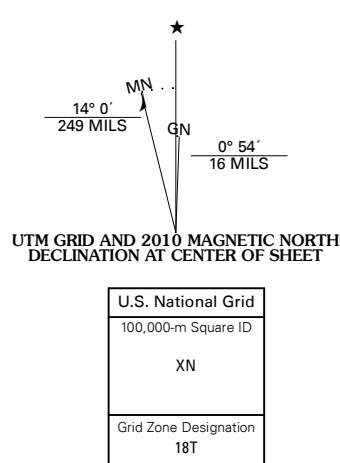 ★
MN
14° 0´
249 MILS
GN
0° 54´
16 MILS
UTM GRID AND 2010 MAGNETIC NORTH
DECLINATION AT CENTER OF SHEET
U.S. National Grid
100,000-m Square ID
XN
Grid Zone Designation
18T